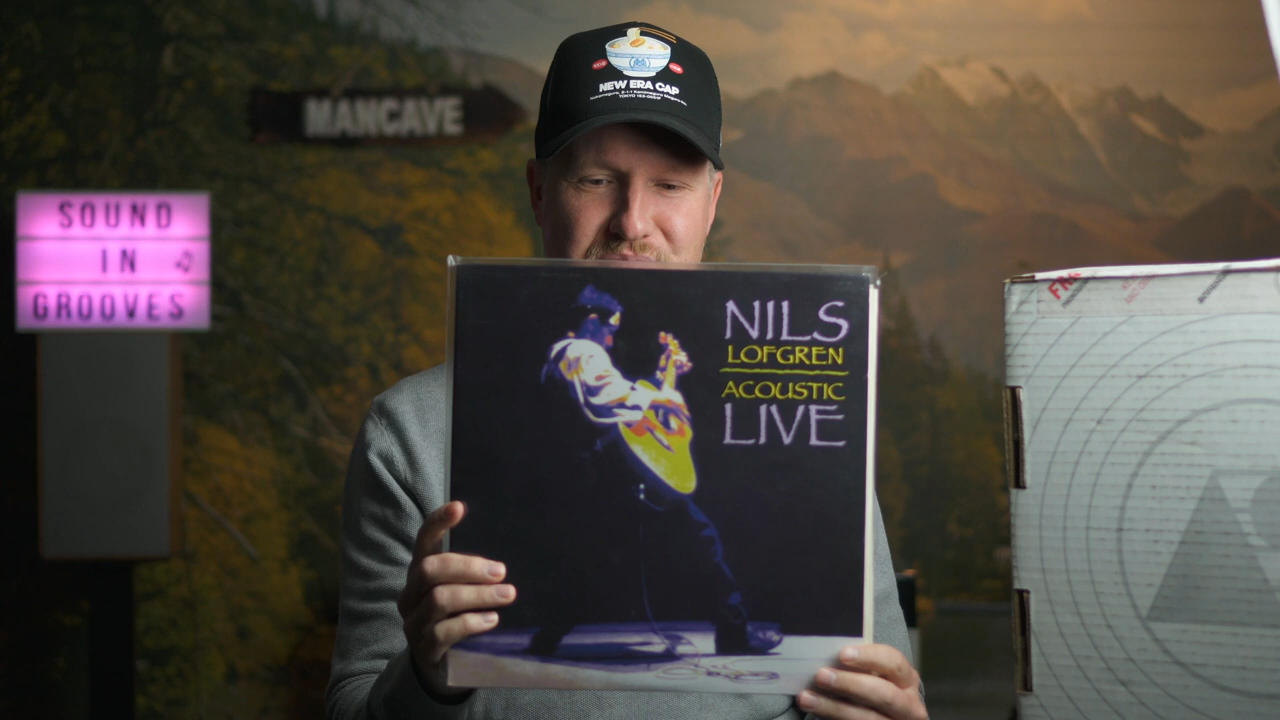 NEW ERA CAP
MANCAVE
SOUND
IN
GROOVES
NILS
LOFGREN
ACOUSTIC
LIVE